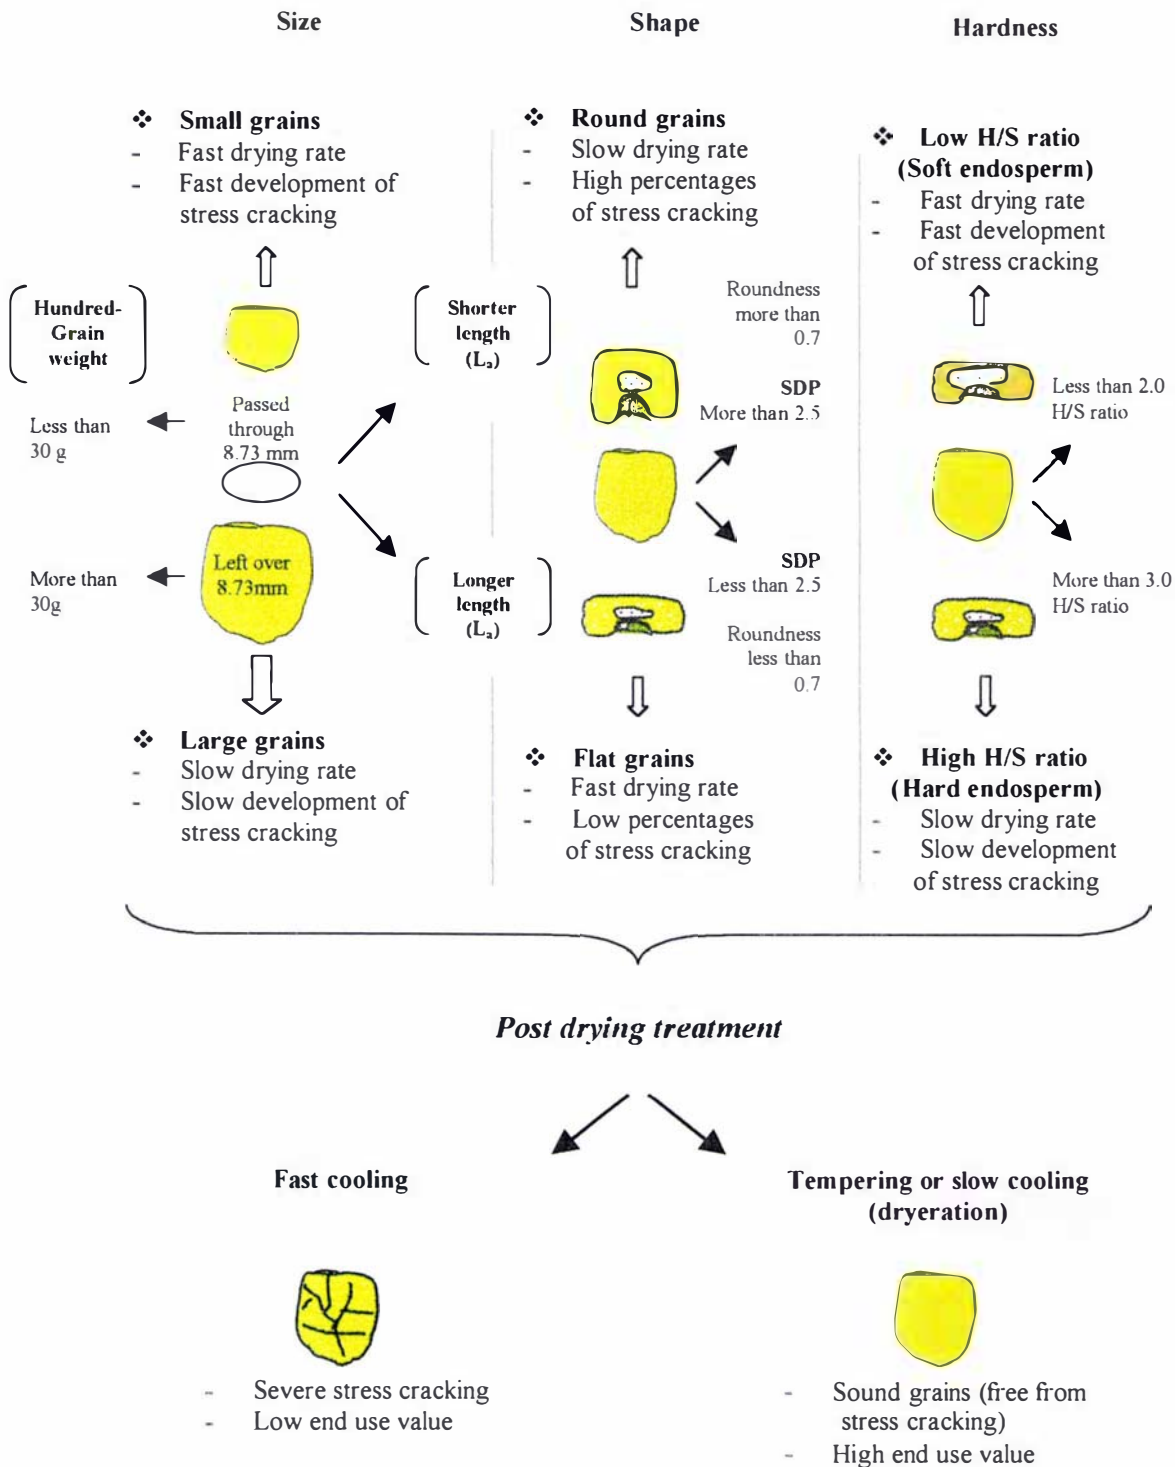 Size
Shape
Hardness
❖ Small grains
- Fast drying rate
- Fast development of
stress cracking
❖ Round grains
- Slow drying rate
- High percentages
of stress cracking
❖ Low H/S ratio
(Soft endosperm)
- Fast drying rate
- Fast development
of stress cracking
Hundred-
Grain
weight
Less than
30 g
More than
30g
Passed
through
8.73 mm
Left over
8.73mm
Shorter
length
(Lₐ)
Longer
length
(Lₐ)
Roundness
more than
0.7
SDP
More than 2.5
SDP
Less than 2.5
Roundness
less than
0.7
Less than 2.0
H/S ratio
More than 3.0
H/S ratio
❖ Large grains
- Slow drying rate
- Slow development of
stress cracking
❖ Flat grains
- Fast drying rate
- Low percentages
of stress cracking
❖ High H/S ratio
(Hard endosperm)
- Slow drying rate
- Slow development
of stress cracking
Post drying treatment
Fast cooling
- Severe stress cracking
- Low end use value
Tempering or slow cooling
(dryeration)
- Sound grains (free from
stress cracking)
- High end use value